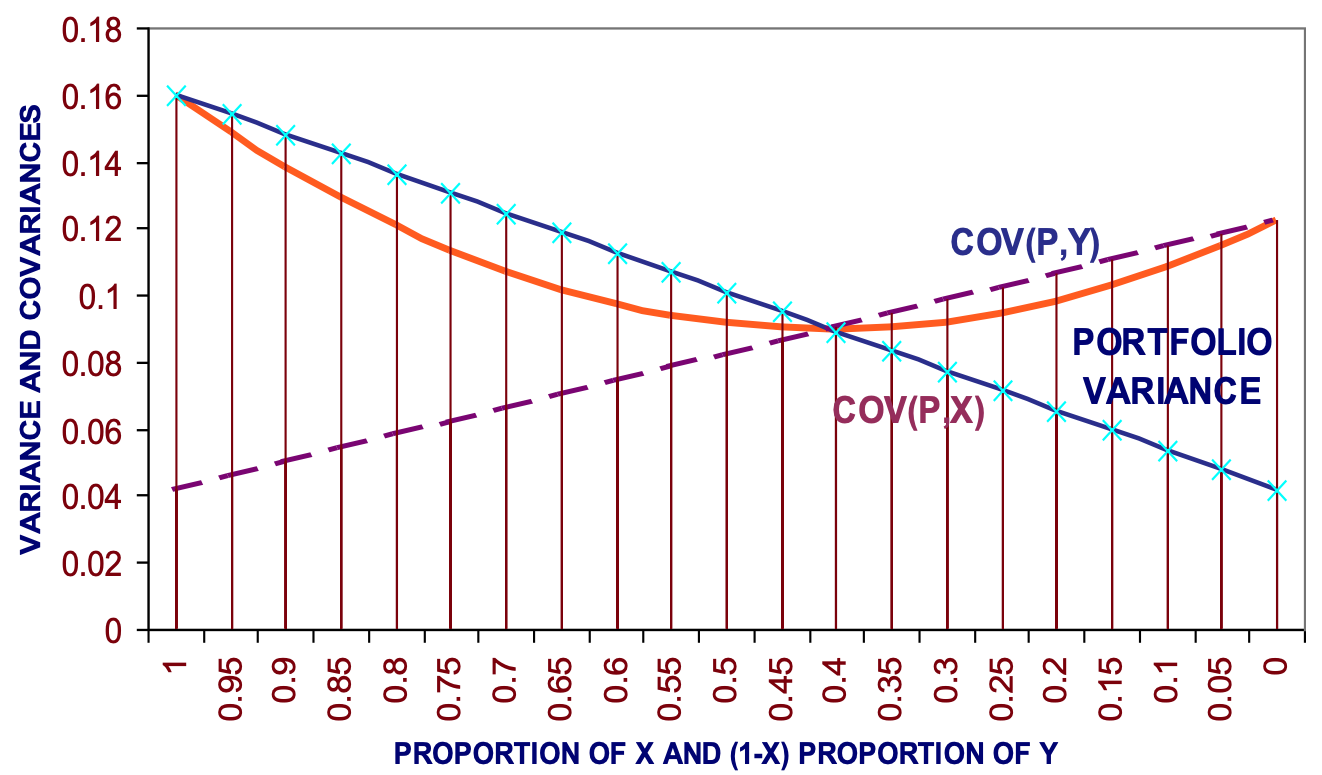 0.18
0.16
0.14
0.12
0.1
0.08
0.06
0.04
0.02
0
VARIANCE AND COVARIANCES
COV(P,Y)
PORTFOLIO
VARIANCE
COV(P,X)
1 0.95 0.9 0.85 0.8 0.75 0.7 0.65 0.6 0.55 0.5 0.45 0.4 0.35 0.3 0.25 0.2 0.15 0.1 0.05 0
PROPORTION OF X AND (1-X) PROPORTION OF Y